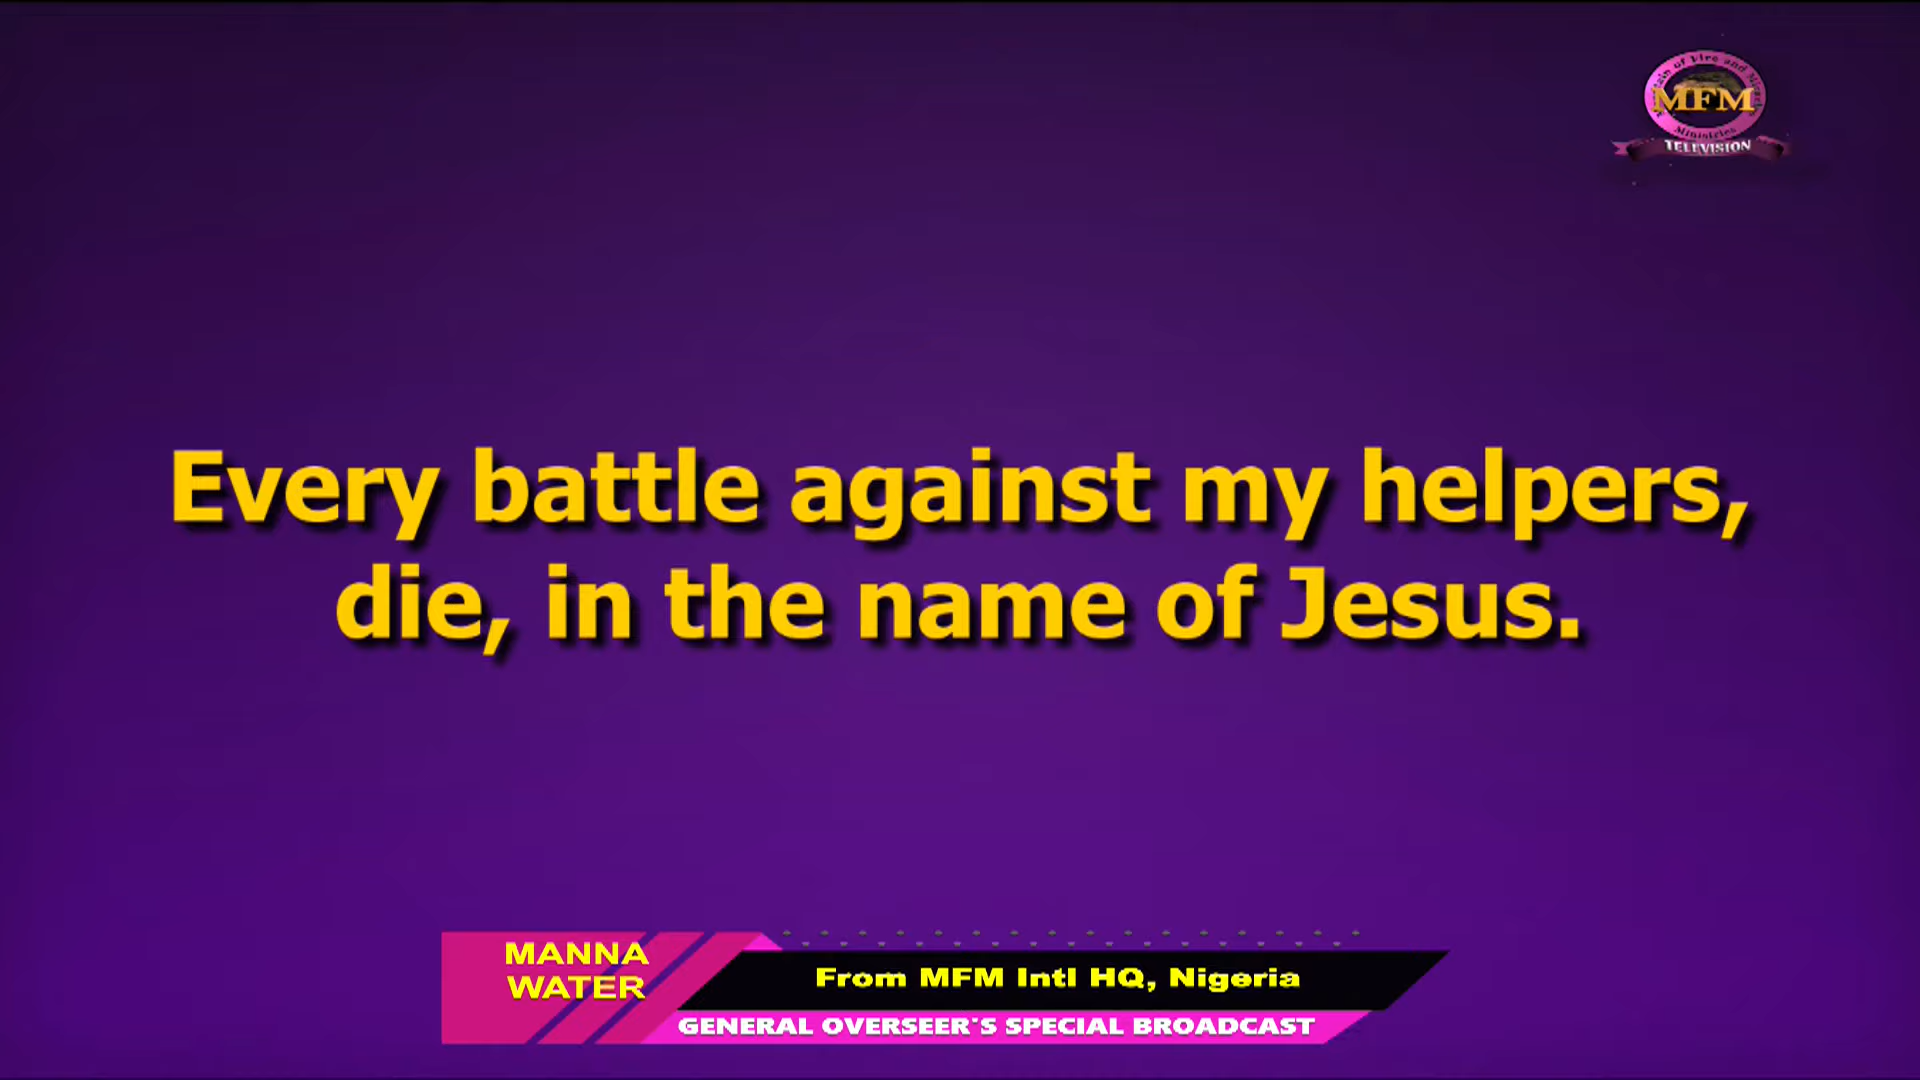 MFM
Ministries
TELEVISION
Every battle against my helpers,
die, in the name of Jesus.
MANNA
WATER
From MFM Intl HQ, Nigeria
GENERAL OVERSEER'S SPECIAL BROADCAST